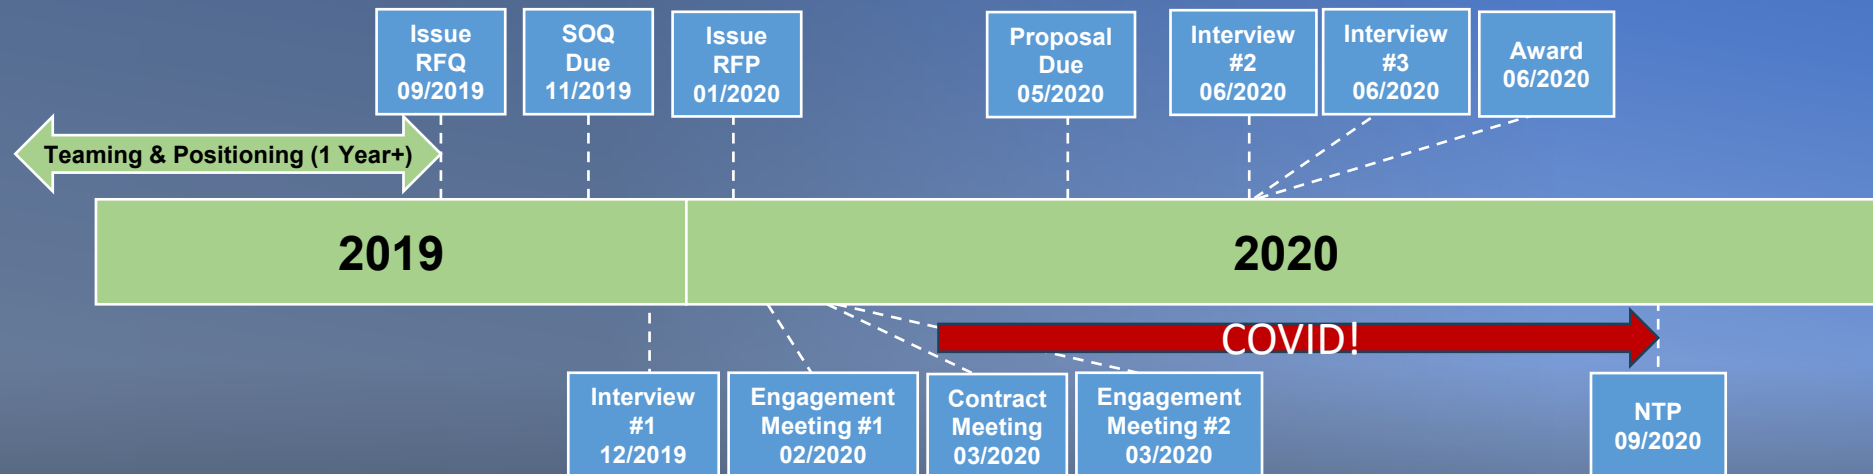 Issue
RFQ
09/2019
SOQ
Due
11/2019
Issue
RFP
01/2020
Proposal
Due
05/2020
Interview
#2
06/2020
Interview
#3
06/2020
Award
06/2020
Teaming & Positioning (1 Year+)
2019
2020
COVID!
Interview
#1
12/2019
Engagement
Meeting #1
02/2020
Contract
Meeting
03/2020
Engagement
Meeting #2
03/2020
NTP
09/2020